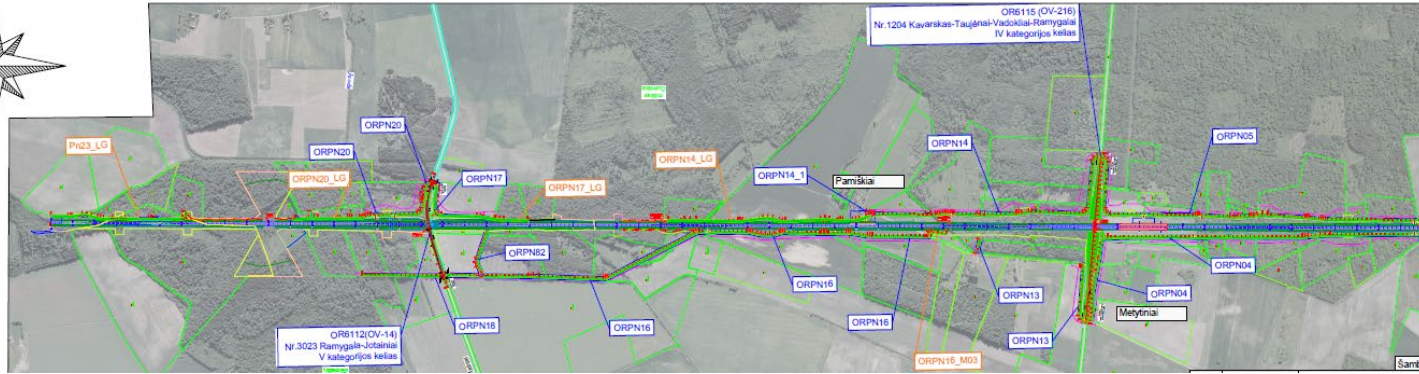 OR6115 (OV-216)
Nr.1204 Kavarskas-Taujėnai-Vadokliai-Ramygalai
IV kategorijos kelias
ORPN20
Pn23_LG
ORPN20
ORPN20_LG
ORPN17
ORPN17_LG
ORPN14_LG
ORPN14_1
Pamiškiai
ORPN14
ORPN05
ORPN82
ORPN16
ORPN13
ORPN04
ORPN04
OR6112(OV-14)
Nr.3023 Ramygala-Jotainiai
V kategorijos kelias
ORPN18
ORPN16
ORPN16
ORPN16_M03
ORPN13
Metytiniai